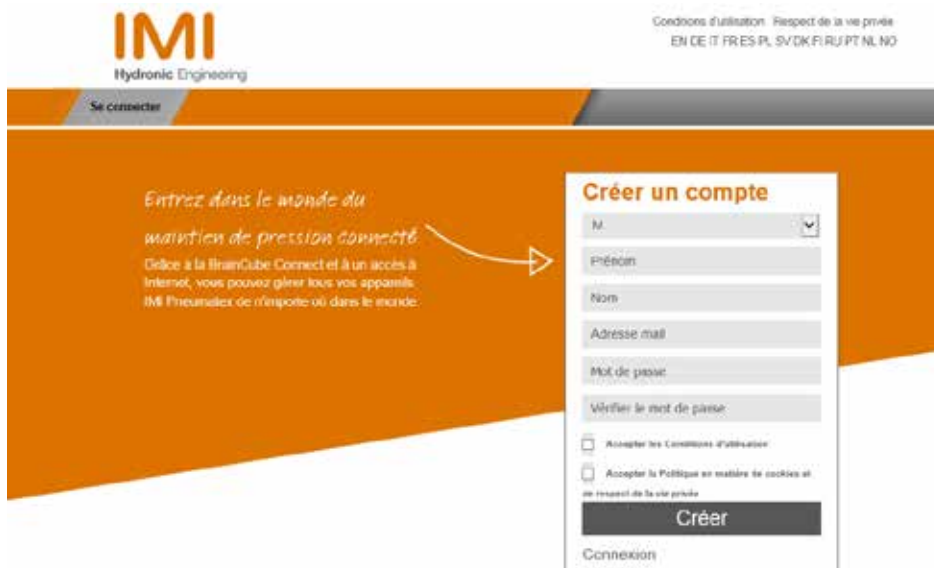 IMI
Hydronic Engineering
Conditions d'utilisation Respect de la vie privée
EN DE IT FR ES PL SV DK FI RU PT NL NO
Se connecter
Entrez dans le monde du
maintien de pression connecté
Grâce à la BrainCube Connect et à un accès à
Internet, vous pouvez gérer tous vos appareils
IMI Pneumatex de n'importe où dans le monde
Créer un compte
M.
Prénom
Nom
Adresse mail
Mot de passe
Vérifier le mot de passe
Accepter les Conditions d'utilisation
Accepter la Politique en matière de cookies et
de respect de la vie privée
Créer
Connexion